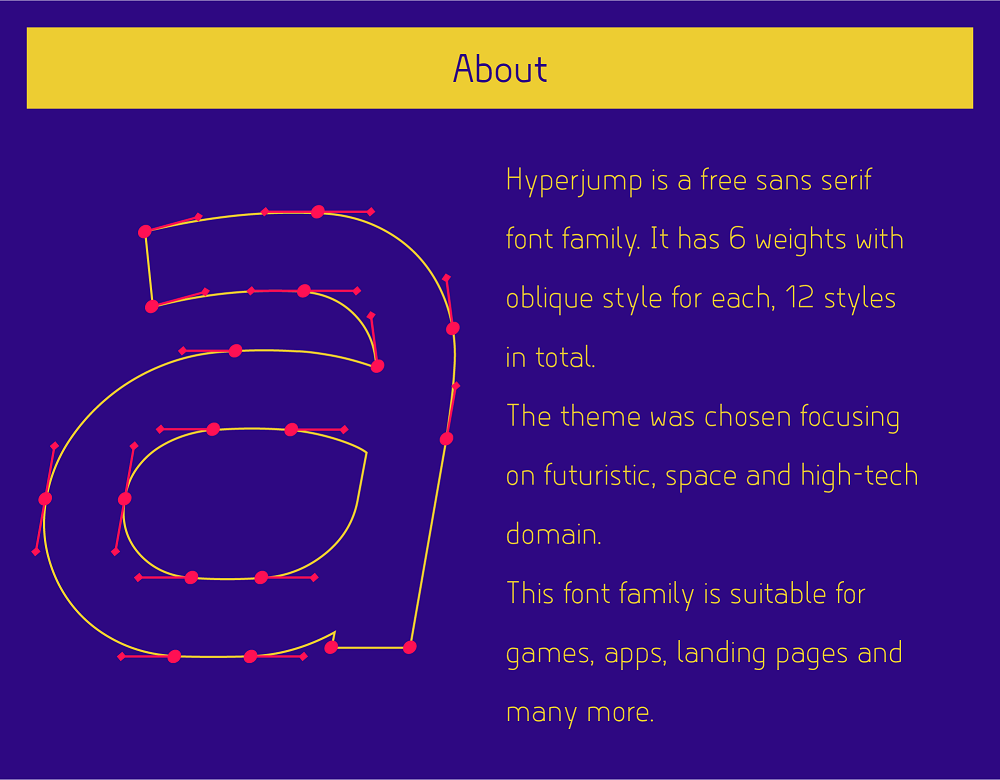 About
Hyperjump is a free sans serif
font family. It has 6 weights with
oblique style for each, 12 styles
in total.
The theme was chosen focusing
on futuristic, space and high-tech
domain.
This font family is suitable for
games, apps, landing pages and
many more.
a